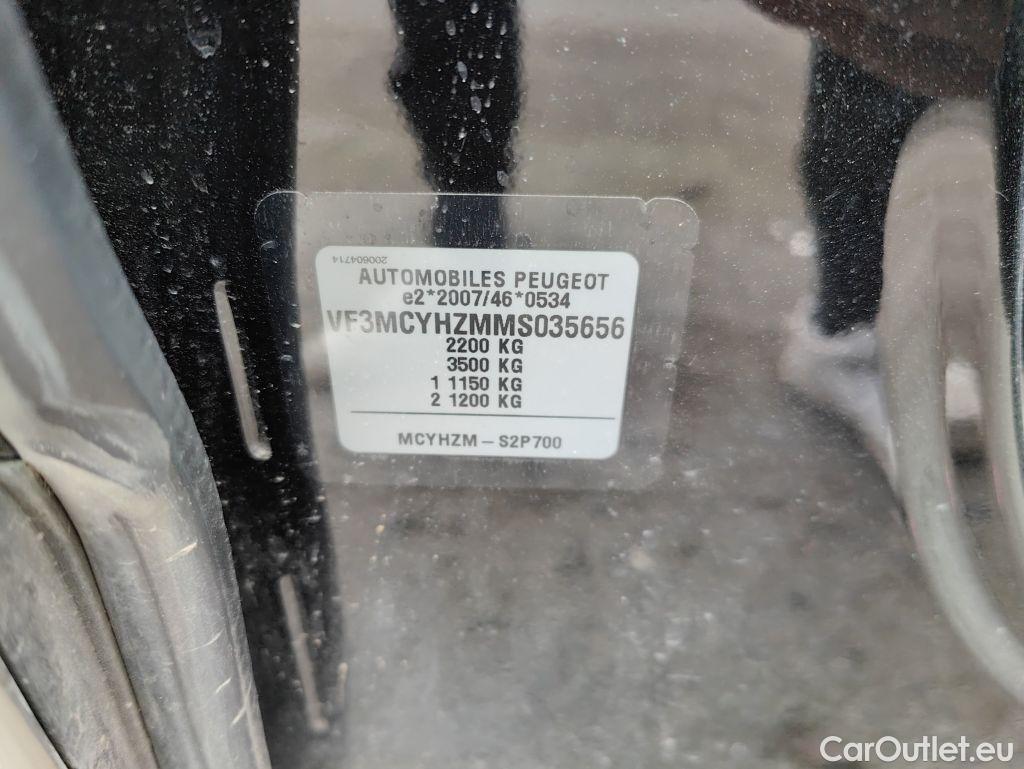 200604714
AUTOMOBILES PEUGEOT
e2*2007/46*0534
VF3MCYHZMMS035656
2200 KG
3500 KG
1 1150 KG
2 1200 KG
MCYHZM – S2P700
CarOutlet.eu